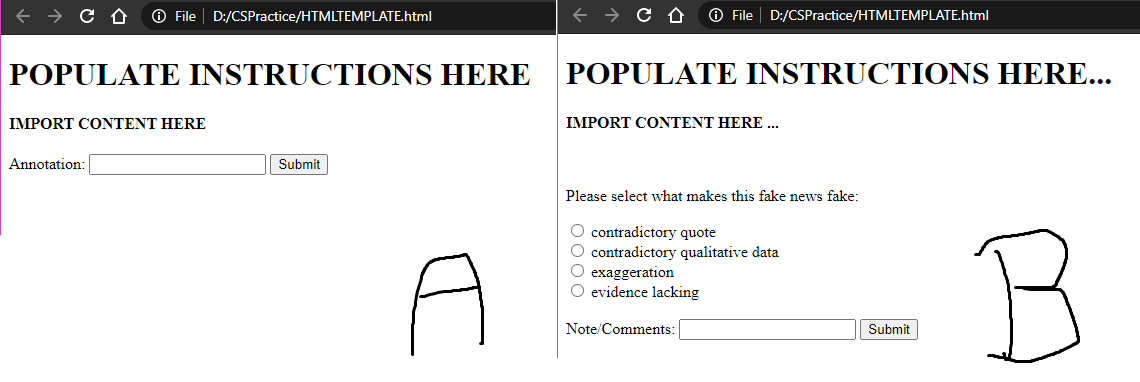 File D:/CSPractice/HTMLTEMPLATE.html
POPULATE INSTRUCTIONS HERE
IMPORT CONTENT HERE
Annotation: Submit
A
File D:/CSPractice/HTMLTEMPLATE.html
POPULATE INSTRUCTIONS HERE...
IMPORT CONTENT HERE ...
Please select what makes this fake news fake:
contradictory quote
contradictory qualitative data
exaggeration
evidence lacking
Note/Comments: Submit
B